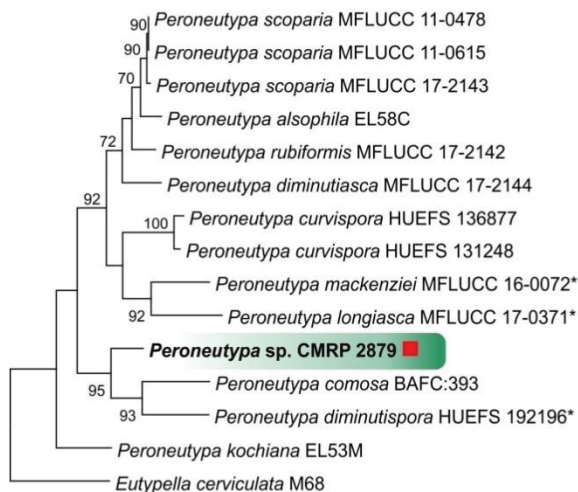 90
Peroneutypa scoparia MFLUCC 11-0478
90
Peroneutypa scoparia MFLUCC 11-0615
70
Peroneutypa scoparia MFLUCC 17-2143
Peroneutypa alsophila EL58C
72
Peroneutypa rubiformis MFLUCC 17-2142
Peroneutypa diminutiasca MFLUCC 17-2144
92
100
Peroneutypa curvispora HUEFS 136877
Peroneutypa curvispora HUEFS 131248
Peroneutypa mackenziei MFLUCC 16-0072*
92
Peroneutypa longiasca MFLUCC 17-0371*
Peroneutypa sp. CMRP 2879
95
Peroneutypa comosa BAFC:393
93
Peroneutypa diminutispora HUEFS 192196*
Peroneutypa kochiana EL53M
Eutypella cerviculata M68